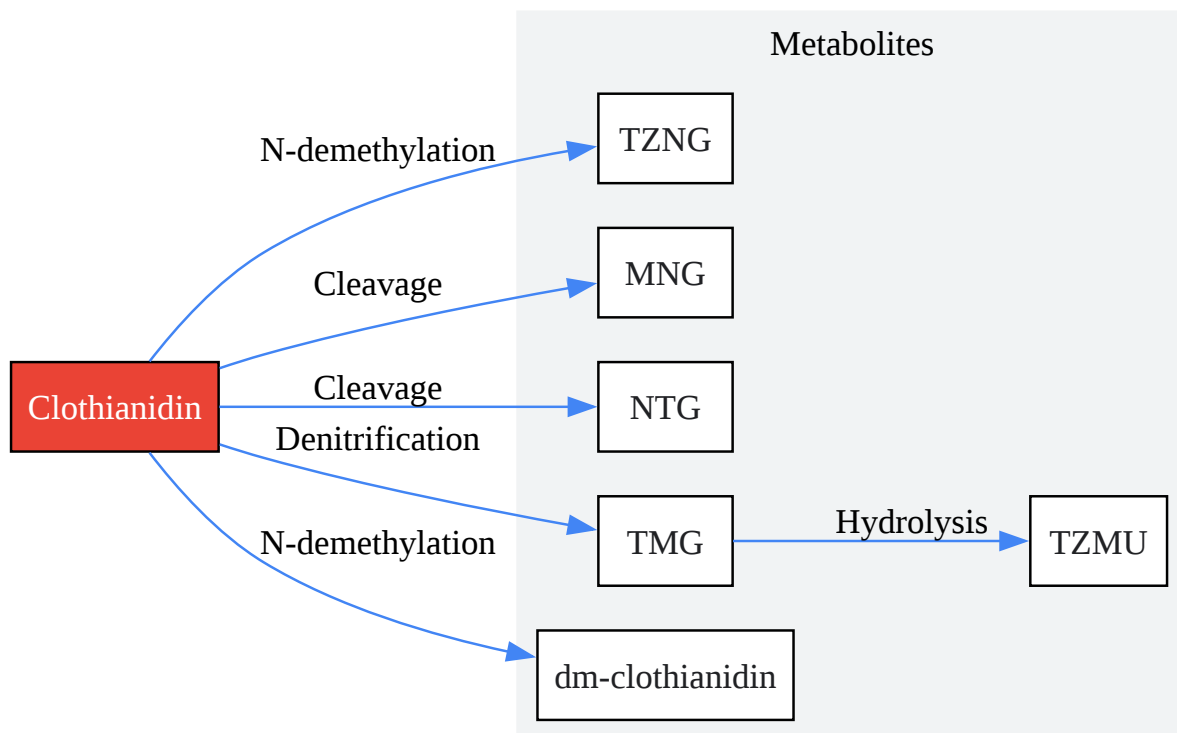 Metabolites
N-demethylation
TZNG
Cleavage
MNG
Clothianidin
Cleavage
NTG
Denitrification
TMG
Hydrolysis
TZMU
N-demethylation
dm-clothianidin